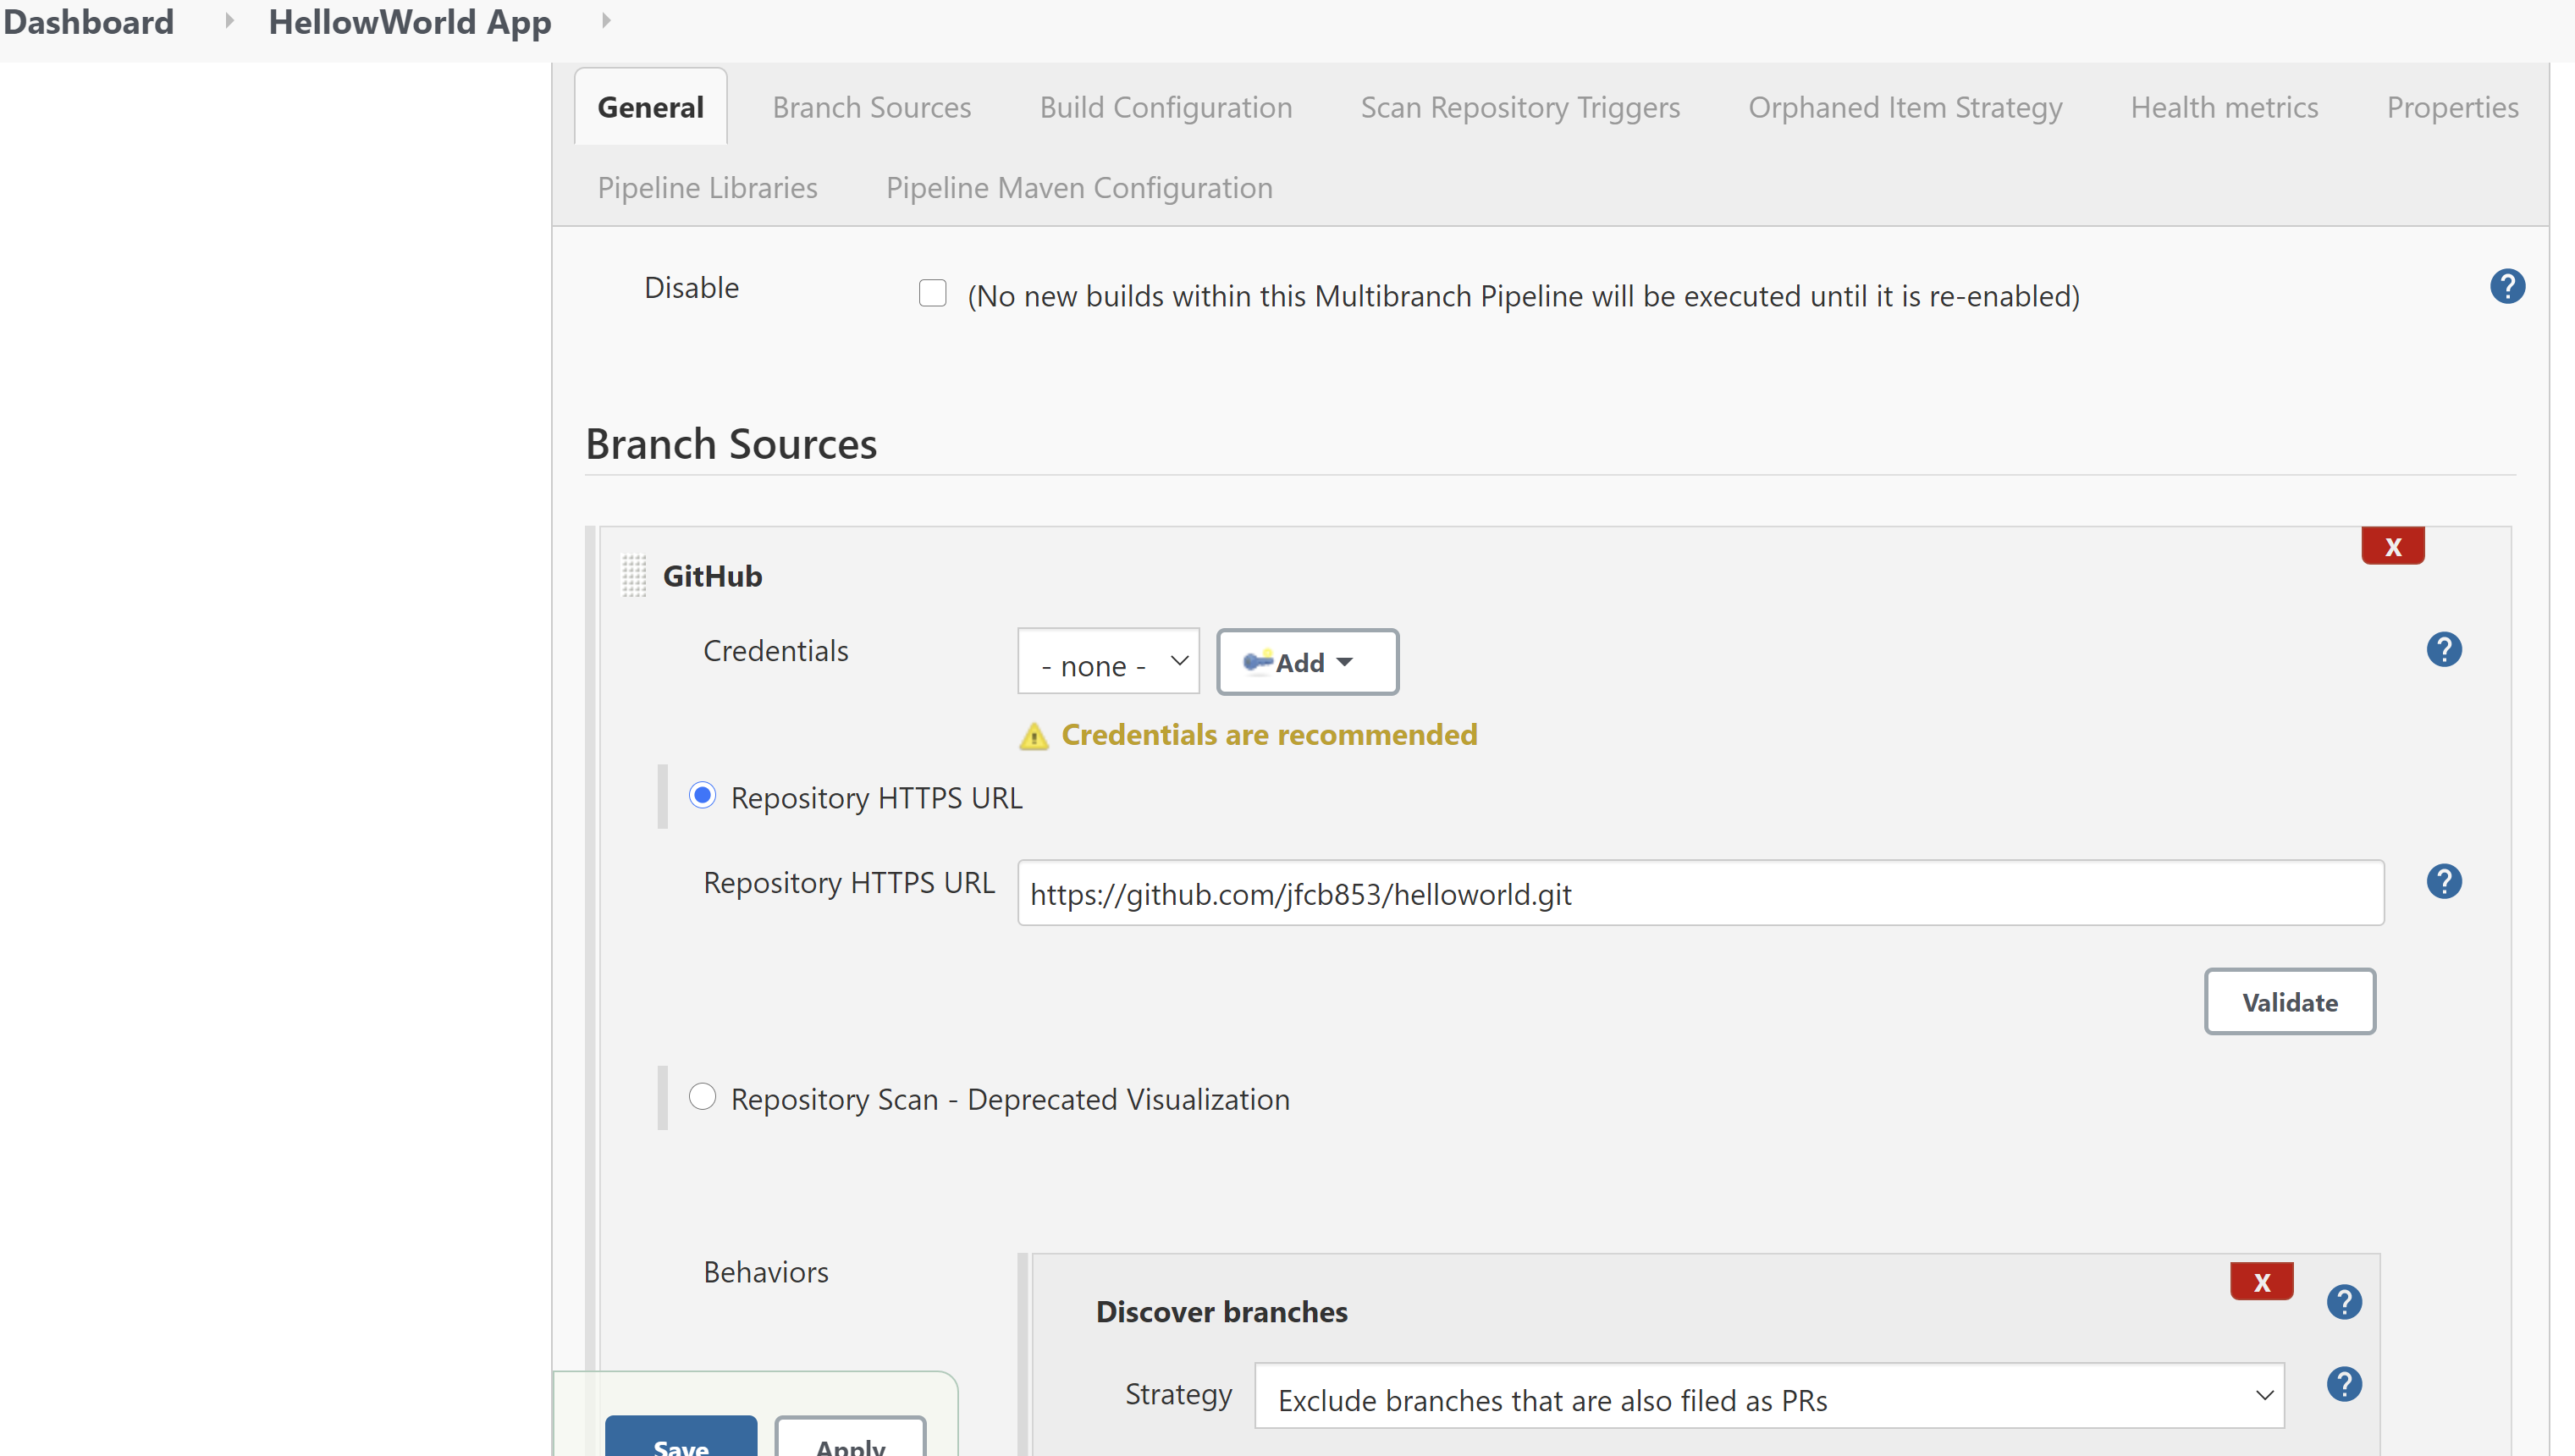 Dashboard HellowWorld App
General Branch Sources Build Configuration Scan Repository Triggers Orphaned Item Strategy Health metrics Properties
Pipeline Libraries Pipeline Maven Configuration
Disable (No new builds within this Multibranch Pipeline will be executed until it is re-enabled) ?
Branch Sources
X
GitHub
Credentials - none - Add ?
Credentials are recommended
Repository HTTPS URL
Repository HTTPS URL https://github.com/jfcb853/helloworld.git ?
Validate
Repository Scan - Deprecated Visualization
Behaviors
X
Discover branches ?
Strategy Exclude branches that are also filed as PRs ?
Save Apply